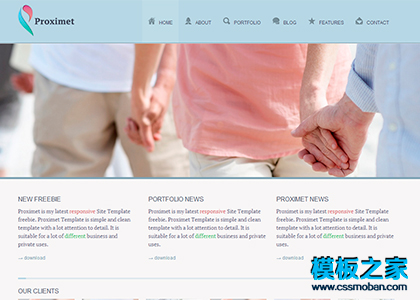 Proximet
HOME ABOUT PORTFOLIO BLOG FEATURES CONTACT
NEW FREEBIE
Proximet is my latest responsive Site Template
freebie. Proximet Template is simple and clean
template with a lot attention to detail. It is
suitable for a lot of different business and
private uses.
→ download
PORTFOLIO NEWS
Proximet is my latest responsive Site Template
freebie. Proximet Template is simple and clean
template with a lot attention to detail. It is
suitable for a lot of different business and
private uses.
→ download
PROXIMET NEWS
Proximet is my latest responsive Site Template
freebie. Proximet Template is simple and clean
template with a lot attention to detail. It is
suitable for a lot of different business and
private uses.
→ download
OUR CLIENTS
模板之家
www.cssmoban.com